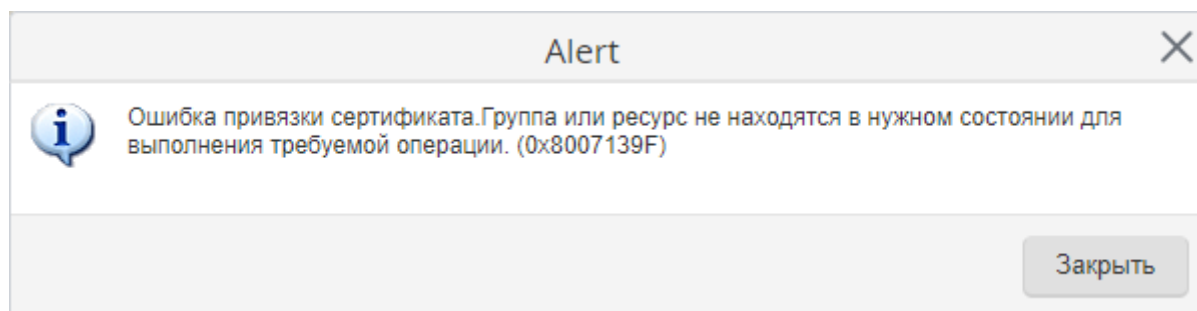 Alert
Ошибка привязки сертификата.Группа или ресурс не находятся в нужном состоянии для
выполнения требуемой операции. (0x8007139F)
Закрыть